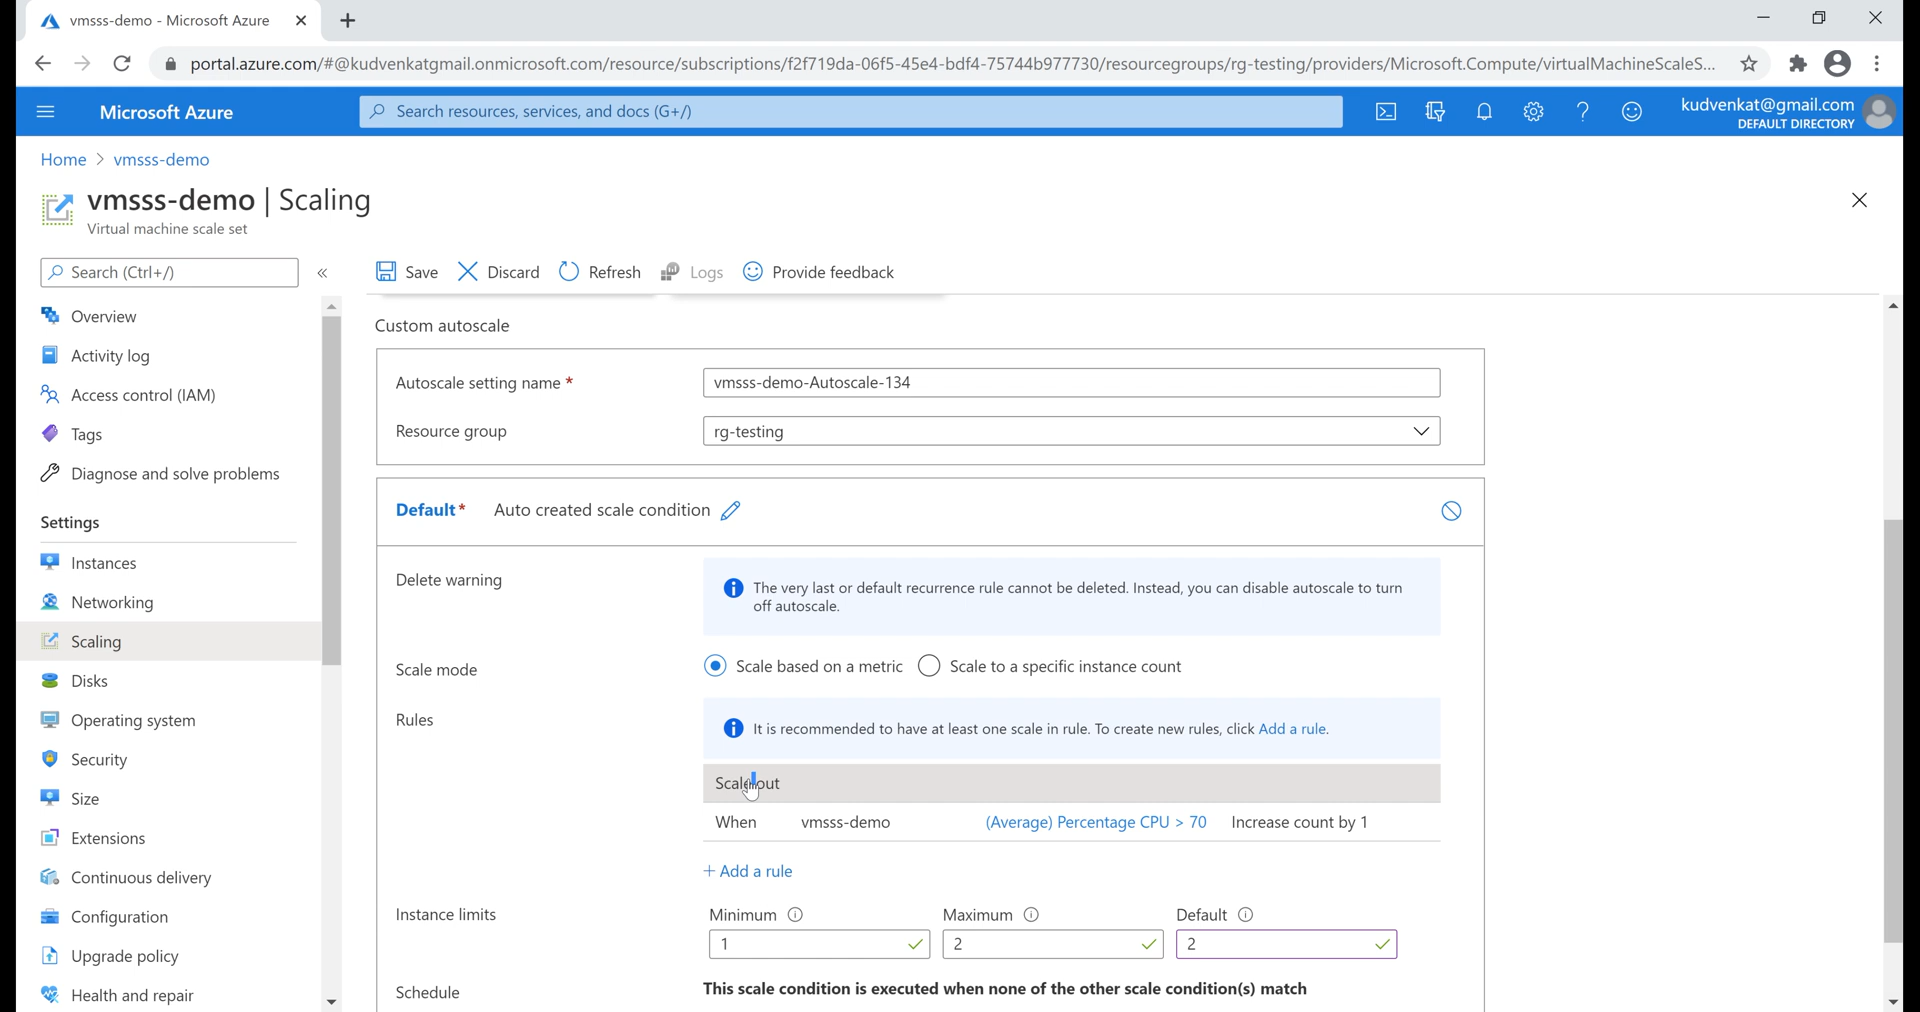 vmsss-demo - Microsoft Azure
portal.azure.com/#@kudvenkatgmail.onmicrosoft.com/resource/subscriptions/f2f719da-06f5-45e4-bdf4-75744b977730/resourcegroups/rg-testing/providers/Microsoft.Compute/virtualMachineScaleS...
Microsoft Azure
Search resources, services, and docs (G+/)
kudvenkat@gmail.com
DEFAULT DIRECTORY
Home > vmsss-demo
vmsss-demo | Scaling
Virtual machine scale set
Search (Ctrl+/)
«
Save
Discard
Refresh
Logs
Provide feedback
Overview
Activity log
Access control (IAM)
Tags
Diagnose and solve problems
Settings
Instances
Networking
Scaling
Disks
Operating system
Security
Size
Extensions
Continuous delivery
Configuration
Upgrade policy
Health and repair
Custom autoscale
Autoscale setting name *
vmsss-demo-Autoscale-134
Resource group
rg-testing
Default* Auto created scale condition
Delete warning
The very last or default recurrence rule cannot be deleted. Instead, you can disable autoscale to turn
off autoscale.
Scale mode
Scale based on a metric
Scale to a specific instance count
Rules
It is recommended to have at least one scale in rule. To create new rules, click Add a rule.
Scale out
When vmsss-demo (Average) Percentage CPU > 70 Increase count by 1
+ Add a rule
Instance limits
Minimum
Maximum
Default
1
2
2
Schedule
This scale condition is executed when none of the other scale condition(s) match